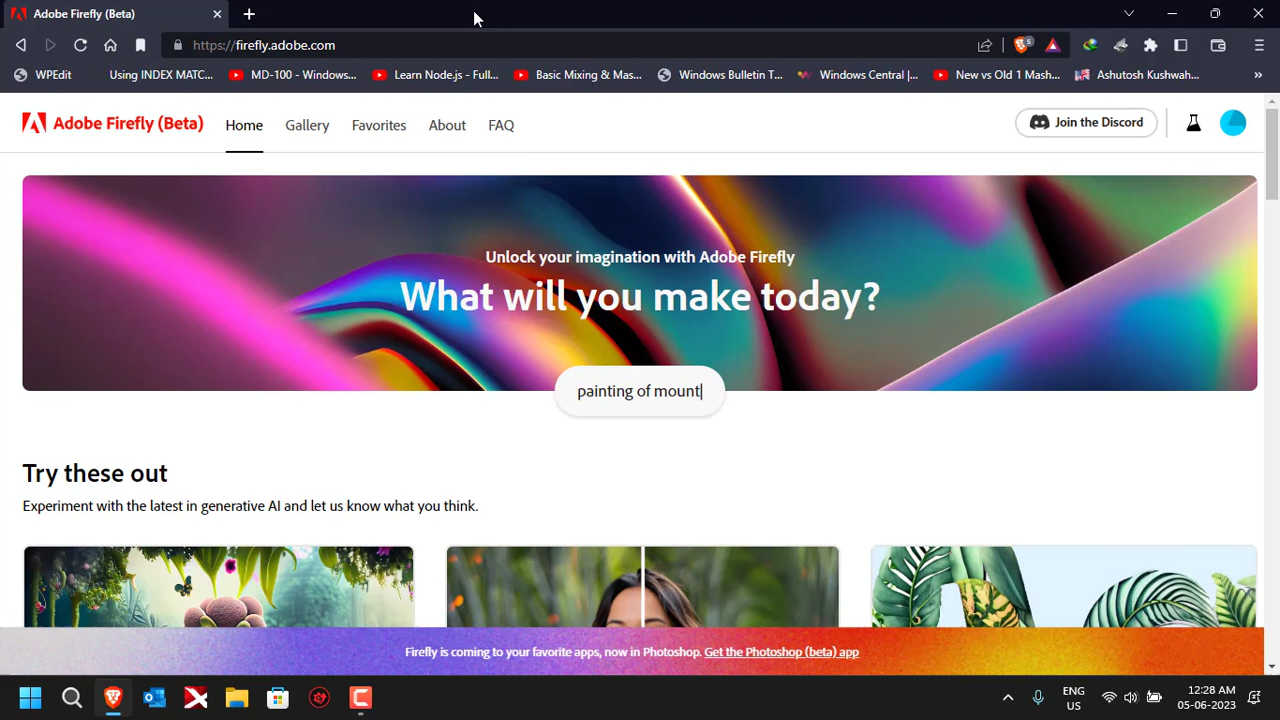 Adobe Firefly (Beta)
https://firefly.adobe.com
5
WPEdit
Using INDEX MATC...
MD-100 - Windows...
Learn Node.js - Full...
Basic Mixing & Mas...
Windows Bulletin T...
Windows Central |...
New vs Old 1 Mash...
Ashutosh Kushwah...
»
Adobe Firefly (Beta)
Home
Gallery
Favorites
About
FAQ
Join the Discord
Unlock your imagination with Adobe Firefly
What will you make today?
painting of mount|
Try these out
Experiment with the latest in generative AI and let us know what you think.
Firefly is coming to your favorite apps, now in Photoshop. Get the Photoshop (beta) app
ENG
US
12:28 AM
05-06-2023